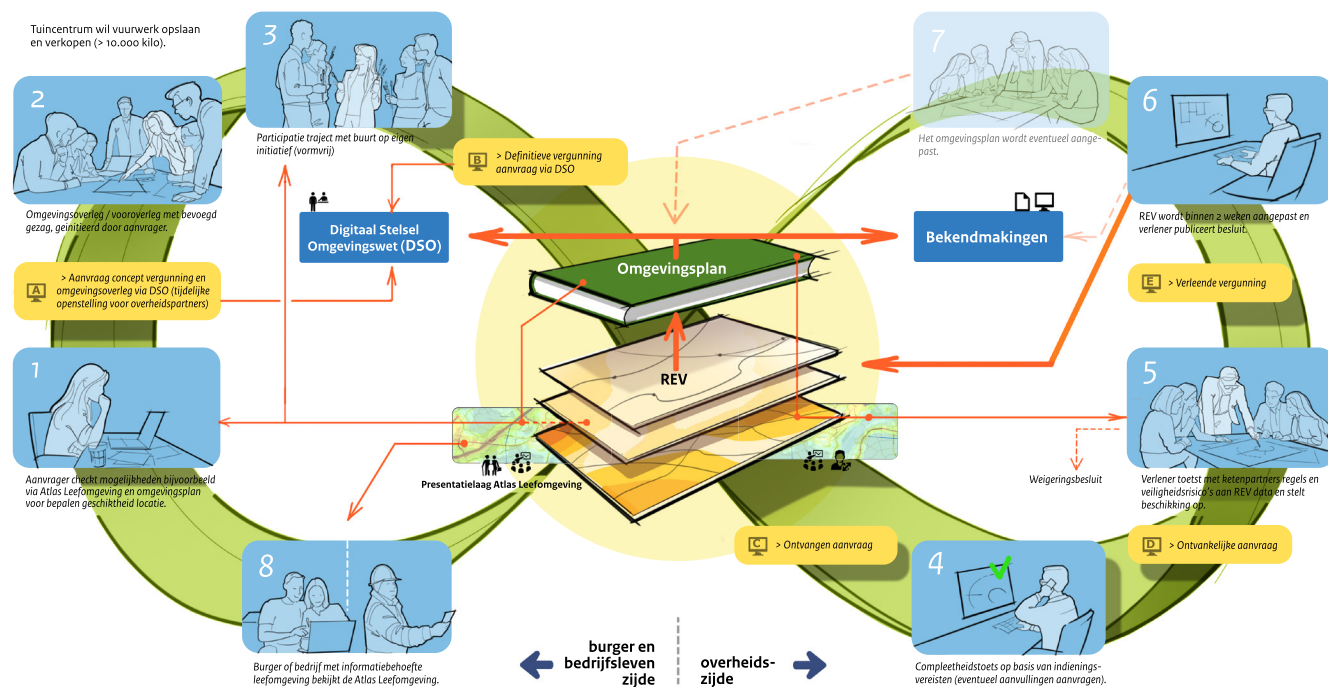 Tuincentrum wil vuurwerk opslaan
en verkopen (> 10.000 kilo).
3
Participatie traject met buurt op eigen
initiatief (vormvrij)
2
Omgevingsoverleg / vooroverleg met bevoegd
gezag, geïnitieerd door aanvrager.
B
> Definitieve vergunning
aanvraag via DSO
Digitaal Stelsel
Omgevingswet (DSO)
A
> Aanvraag concept vergunning en
omgevingsoverleg via DSO (tijdelijke
openstelling voor overheidspartners)
1
Aanvrager checkt mogelijkheden bijvoorbeeld
via Atlas Leefomgeving en omgevingsplan
voor bepalen geschiktheid locatie.
8
Burger of bedrijf met informatiebehoefte
leefomgeving bekijkt de Atlas Leefomgeving.
Omgevingsplan
REV
Presentatielaag Atlas Leefomgeving
7
Het omgevingsplan wordt eventueel aange-
past.
6
REV wordt binnen 2 weken aangepast en
verlener publiceert besluit.
Bekendmakingen
E
> Verleende vergunning
5
Verlener toetst met ketenpartners regels en
veiligheidsrisico's aan REV data en stelt
beschikking op.
Weigeringsbesluit
D
> Ontvankelijke aanvraag
C
> Ontvangen aanvraag
4
Compleetheidstoets op basis van indienings-
vereisten (eventueel aanvullingen aanvragen).
burger en
bedrijfsleven
zijde
overheids-
zijde